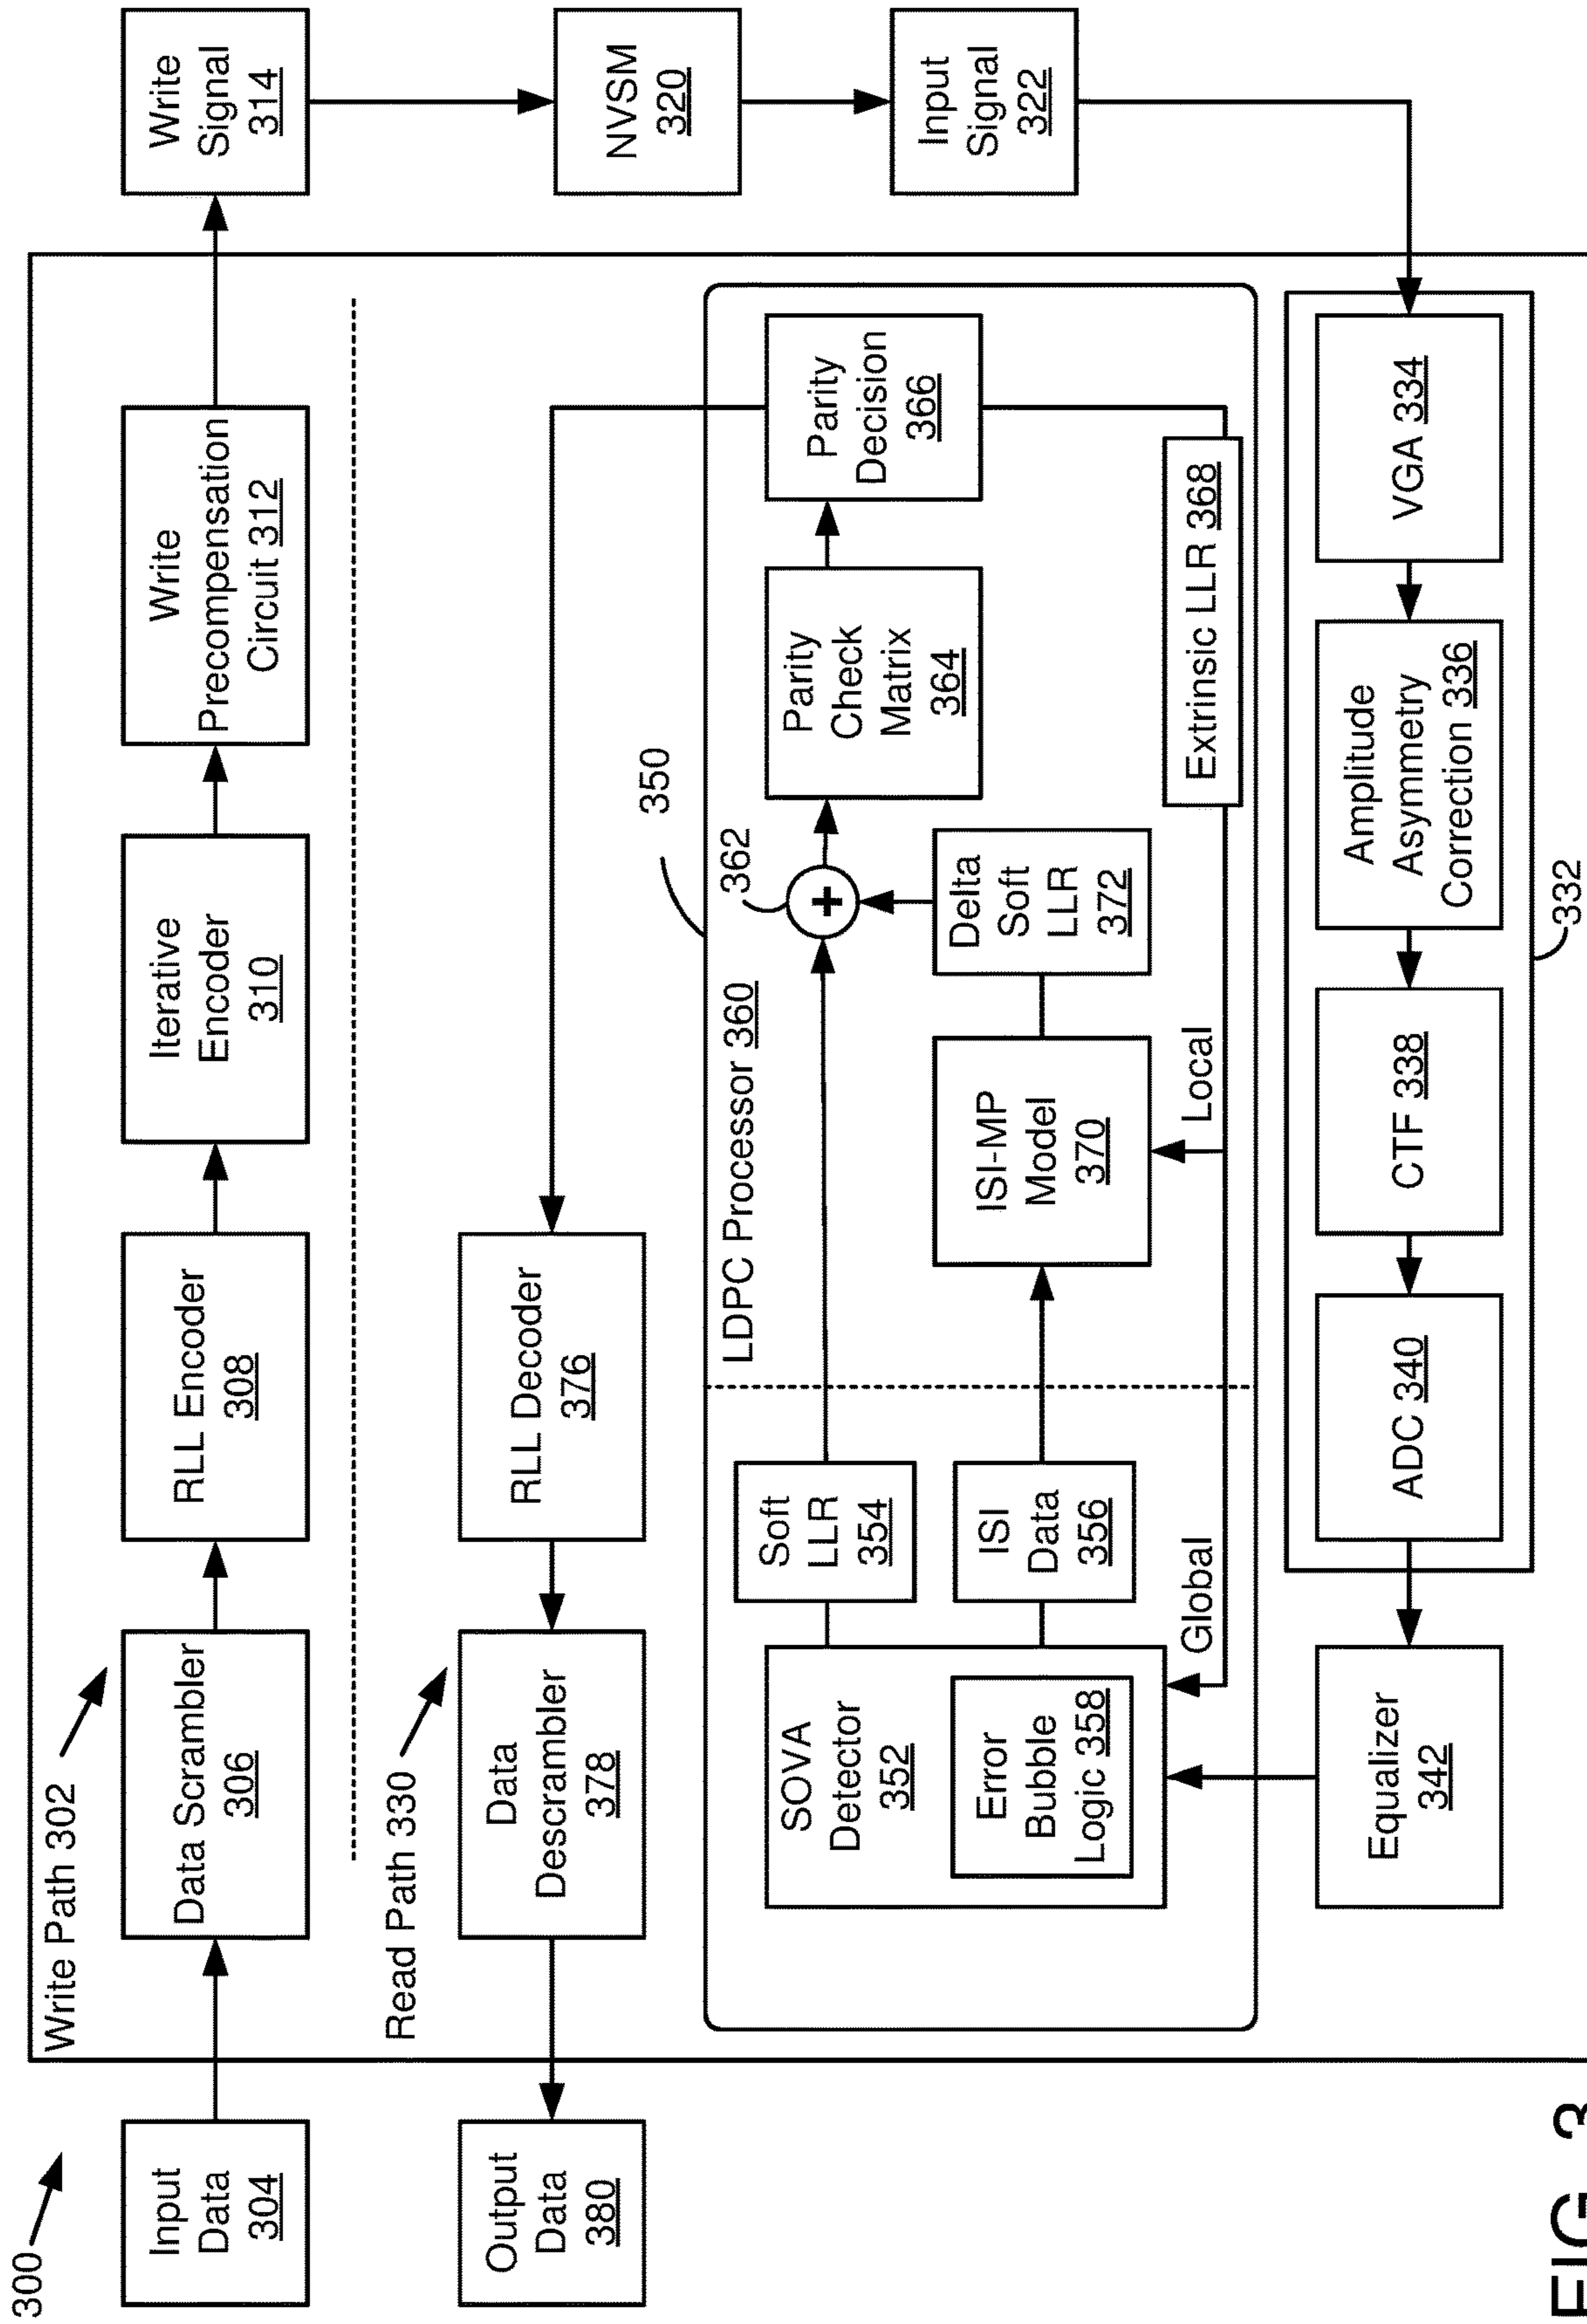 300
Write Path 302
Input
Data
304
Data Scrambler
306
RLL Encoder
308
Iterative
Encoder
310
Write
Precompensation
Circuit 312
Write
Signal
314
NVSM
320
Input
Signal
322
Read Path 330
Output
Data
380
Data
Descrambler
378
RLL Decoder
376
350
LDPC Processor 360
SOVA
Detector
352
Error
Bubble
Logic 358
Soft
LLR
354
ISI
Data
356
Global
ISI-MP
Model
370
Local
362
+
Delta
Soft
LLR
372
Parity
Check
Matrix
364
Parity
Decision
366
Extrinsic LLR 368
Equalizer
342
ADC 340
CTF 338
Amplitude
Asymmetry
Correction 336
VGA 334
332
FIG. 3